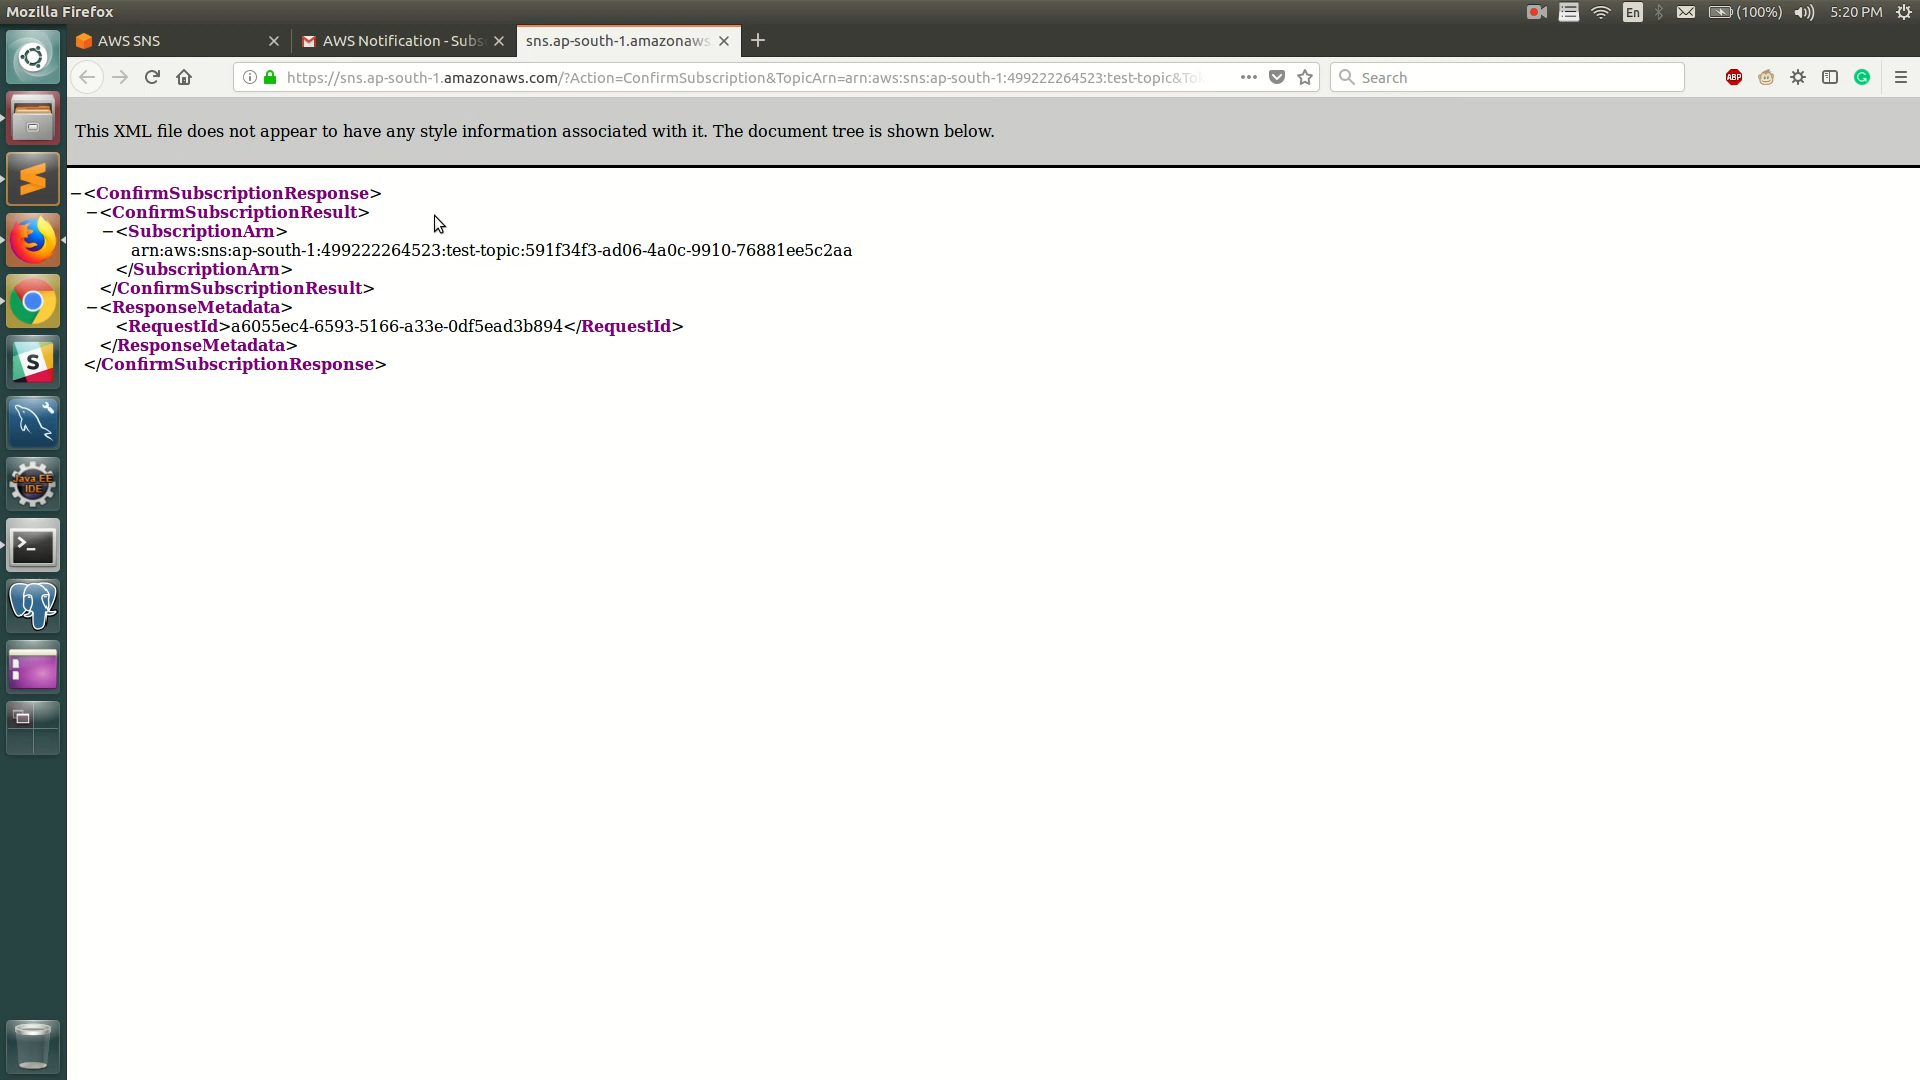 Mozilla Firefox
En
(100%)
5:20 PM
AWS SNS
AWS Notification - Subs
sns.ap-south-1.amazonaws
https://sns.ap-south-1.amazonaws.com/?Action=ConfirmSubscription&TopicArn=arn:aws:sns:ap-south-1:499222264523:test-topic&To
Search
ABP
This XML file does not appear to have any style information associated with it. The document tree is shown below.
−<ConfirmSubscriptionResponse>
−<ConfirmSubscriptionResult>
−<SubscriptionArn>
arn:aws:sns:ap-south-1:499222264523:test-topic:591f34f3-ad06-4a0c-9910-76881ee5c2aa
</SubscriptionArn>
</ConfirmSubscriptionResult>
−<ResponseMetadata>
<RequestId>a6055ec4-6593-5166-a33e-0df5ead3b894</RequestId>
</ResponseMetadata>
</ConfirmSubscriptionResponse>
S
Java EE
IDE
>_